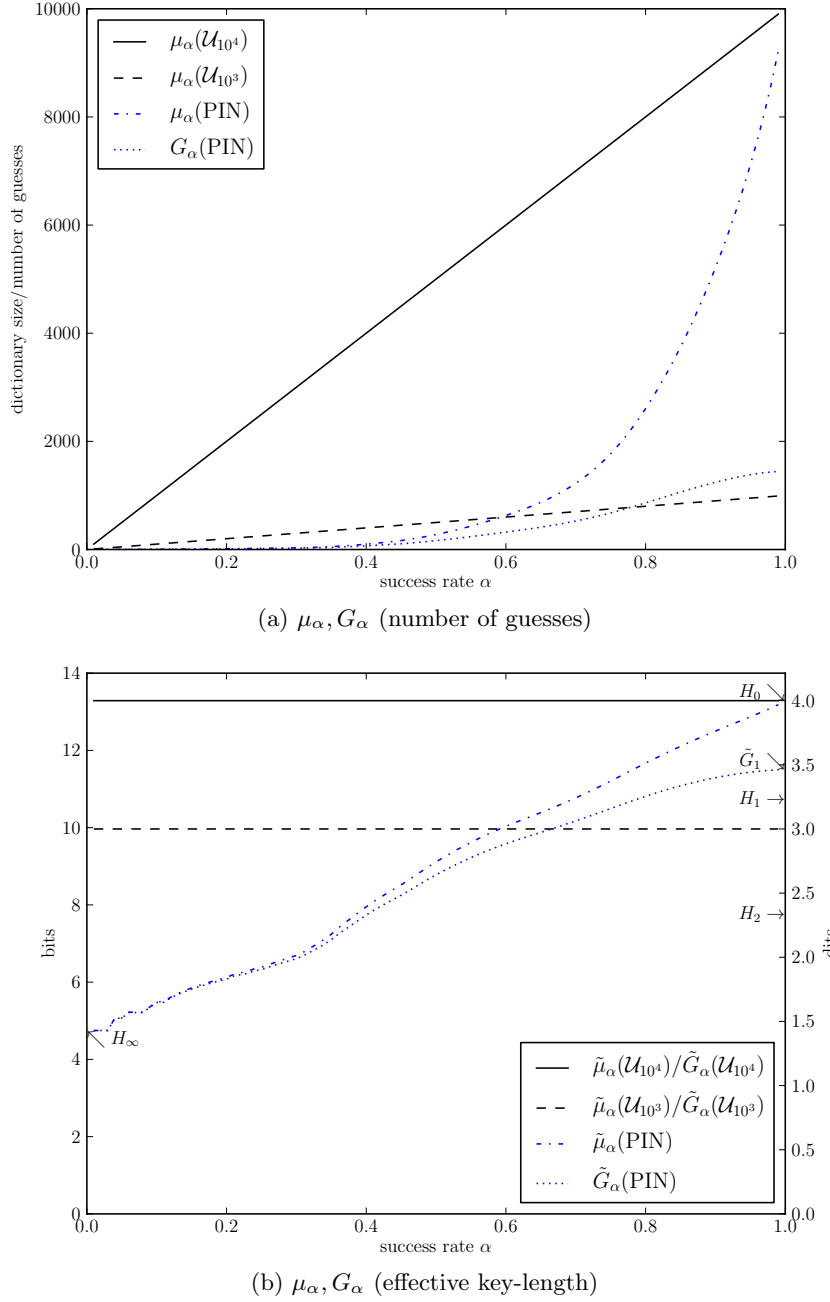 10000
8000
6000
4000
2000
0
dictionary size/number of guesses
μα(𝒰10⁴)
μα(𝒰10³)
μα(PIN)
Gα(PIN)
0.0 0.2 0.4 0.6 0.8 1.0
success rate α
(a) μα, Gα (number of guesses)
14
12
10
8
6
4
2
0
bits
H∞
H0
G̃1
H1 →
H2 →
4.0
3.5
3.0
2.5
2.0
1.5
1.0
0.5
0.0
dits
μ̃α(𝒰10⁴)/G̃α(𝒰10⁴)
μ̃α(𝒰10³)/G̃α(𝒰10³)
μ̃α(PIN)
G̃α(PIN)
0.0 0.2 0.4 0.6 0.8 1.0
success rate α
(b) μα, Gα (effective key-length)